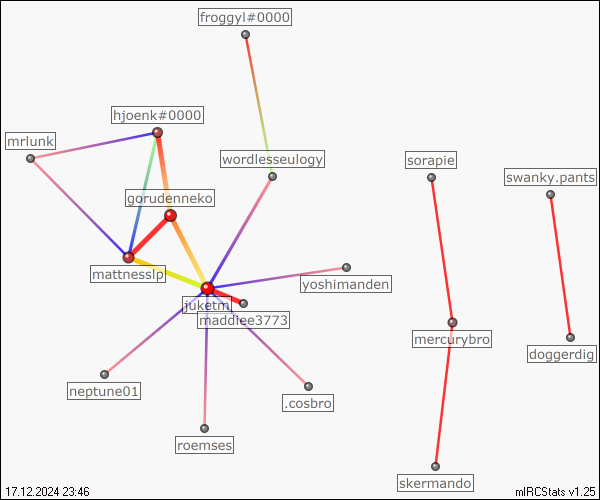 froggyl#0000
hjoenk#0000
mrlunk
wordlesseulogy
sorapie
swanky.pants
gorudenneko
mattnesslp
yoshimanden
juketm
maddiee3773
mercurybro
doggerdig
neptune01
.cosbro
roemses
skermando
17.12.2024 23:46
mIRCStats v1.25